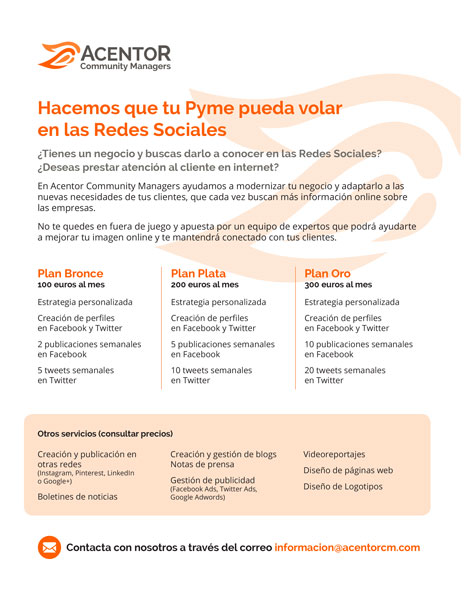 ACENTOR
Community Managers
Hacemos que tu Pyme pueda volar
en las Redes Sociales
¿Tienes un negocio y buscas darlo a conocer en las Redes Sociales?
¿Deseas prestar atención al cliente en internet?
En Acentor Community Managers ayudamos a modernizar tu negocio y adaptarlo a las
nuevas necesidades de tus clientes, que cada vez buscan más información online sobre
las empresas.
No te quedes en fuera de juego y apuesta por un equipo de expertos que podrá ayudarte
a mejorar tu imagen online y te mantendrá conectado con tus clientes.
Plan Bronce
100 euros al mes
Estrategia personalizada
Creación de perfiles
en Facebook y Twitter
2 publicaciones semanales
en Facebook
5 tweets semanales
en Twitter
Plan Plata
200 euros al mes
Estrategia personalizada
Creación de perfiles
en Facebook y Twitter
5 publicaciones semanales
en Facebook
10 tweets semanales
en Twitter
Plan Oro
300 euros al mes
Estrategia personalizada
Creación de perfiles
en Facebook y Twitter
10 publicaciones semanales
en Facebook
20 tweets semanales
en Twitter
Otros servicios (consultar precios)
Creación y publicación en
otras redes
(Instagram, Pinterest, LinkedIn
o Google+)
Boletines de noticias
Creación y gestión de blogs
Notas de prensa
Gestión de publicidad
(Facebook Ads, Twitter Ads,
Google Adwords)
Videoreportajes
Diseño de páginas web
Diseño de Logotipos
Contacta con nosotros a través del correo informacion@acentorcm.com